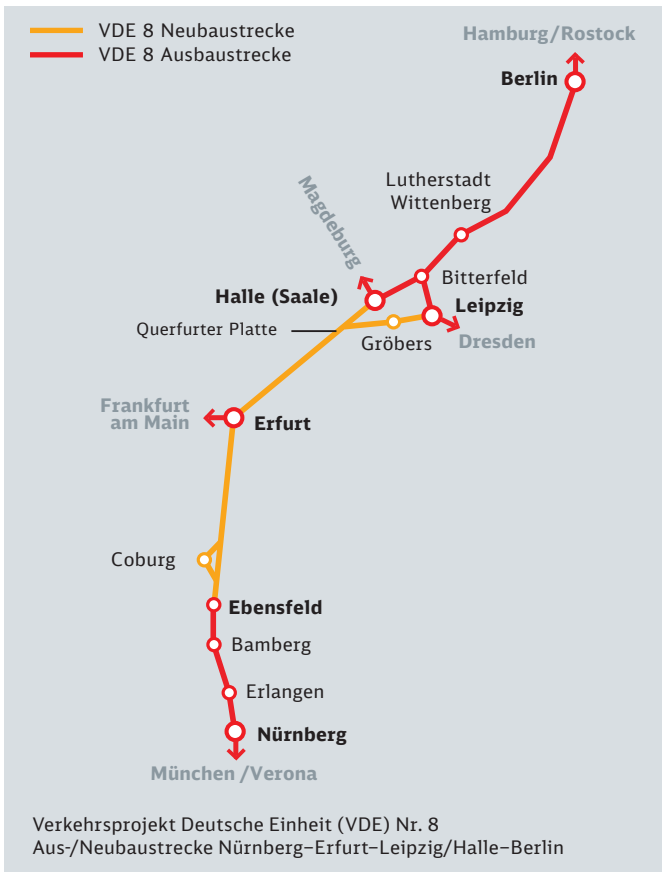 VDE 8 Neubaustrecke
VDE 8 Ausbaustrecke
Hamburg/Rostock
Berlin
Lutherstadt
Wittenberg
Magdeburg
Bitterfeld
Halle (Saale)
Leipzig
Querfurter Platte
Gröbers
Dresden
Frankfurt
am Main
Erfurt
Coburg
Ebensfeld
Bamberg
Erlangen
Nürnberg
München /Verona
Verkehrsprojekt Deutsche Einheit (VDE) Nr. 8
Aus-/Neubaustrecke Nürnberg–Erfurt–Leipzig/Halle–Berlin